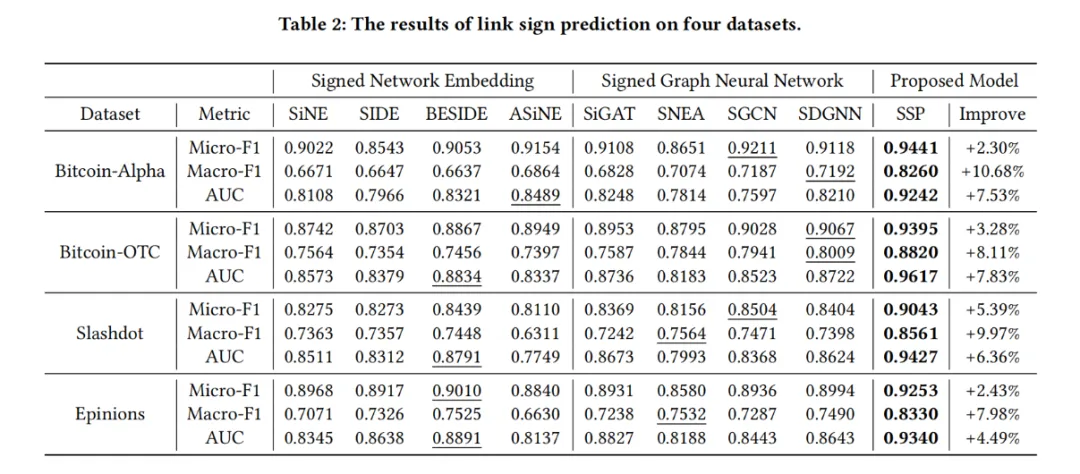 Table 2: The results of link sign prediction on four datasets.
Signed Network Embedding Signed Graph Neural Network Proposed Model
Dataset Metric SiNE SIDE BESIDE ASiNE SiGAT SNEA SGCN SDGNN SSP Improve
Micro-F1 0.9022 0.8543 0.9053 0.9154 0.9108 0.8651 0.9211 0.9118 0.9441 +2.30%
Bitcoin-Alpha Macro-F1 0.6671 0.6647 0.6637 0.6864 0.6828 0.7074 0.7187 0.7192 0.8260 +10.68%
AUC 0.8108 0.7966 0.8321 0.8489 0.8248 0.7814 0.7597 0.8210 0.9242 +7.53%
Micro-F1 0.8742 0.8703 0.8867 0.8949 0.8953 0.8795 0.9028 0.9067 0.9395 +3.28%
Bitcoin-OTC Macro-F1 0.7564 0.7354 0.7456 0.7397 0.7587 0.7844 0.7941 0.8009 0.8820 +8.11%
AUC 0.8573 0.8379 0.8834 0.8337 0.8736 0.8183 0.8523 0.8722 0.9617 +7.83%
Micro-F1 0.8275 0.8273 0.8439 0.8110 0.8369 0.8156 0.8504 0.8404 0.9043 +5.39%
Slashdot Macro-F1 0.7363 0.7357 0.7448 0.6311 0.7242 0.7564 0.7471 0.7398 0.8561 +9.97%
AUC 0.8511 0.8312 0.8791 0.7749 0.8673 0.7993 0.8368 0.8624 0.9427 +6.36%
Micro-F1 0.8968 0.8917 0.9010 0.8840 0.8931 0.8580 0.8936 0.8994 0.9253 +2.43%
Epinions Macro-F1 0.7071 0.7326 0.7525 0.6630 0.7238 0.7532 0.7287 0.7490 0.8330 +7.98%
AUC 0.8345 0.8638 0.8891 0.8137 0.8827 0.8188 0.8443 0.8643 0.9340 +4.49%